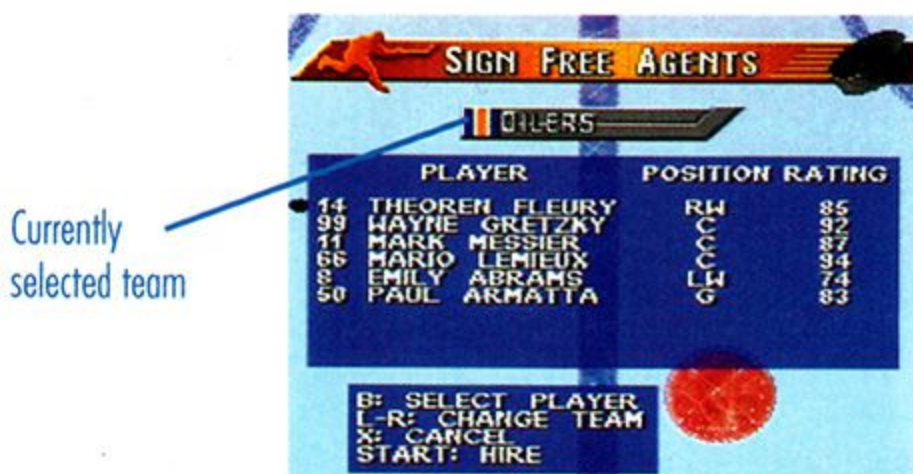 SIGN FREE AGENTS
OILERS
Currently
selected team
PLAYER POSITION RATING
14 THEOREN FLEURY RW 85
99 WAYNE GRETZKY C 92
11 MARK MESSIER C 87
66 MARIO LEMIEUX C 94
8 EMILY ABRAMS LW 74
50 PAUL ARMATTA G 83
B: SELECT PLAYER
L-R: CHANGE TEAM
X: CANCEL
START: HIRE